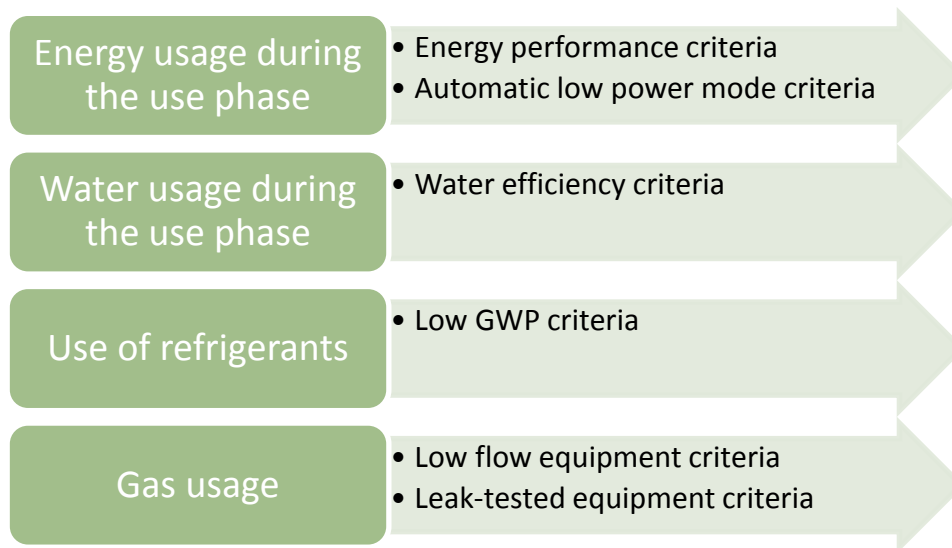 Energy usage during
the use phase
• Energy performance criteria
• Automatic low power mode criteria
Water usage during
the use phase
• Water efficiency criteria
Use of refrigerants
• Low GWP criteria
Gas usage
• Low flow equipment criteria
• Leak-tested equipment criteria